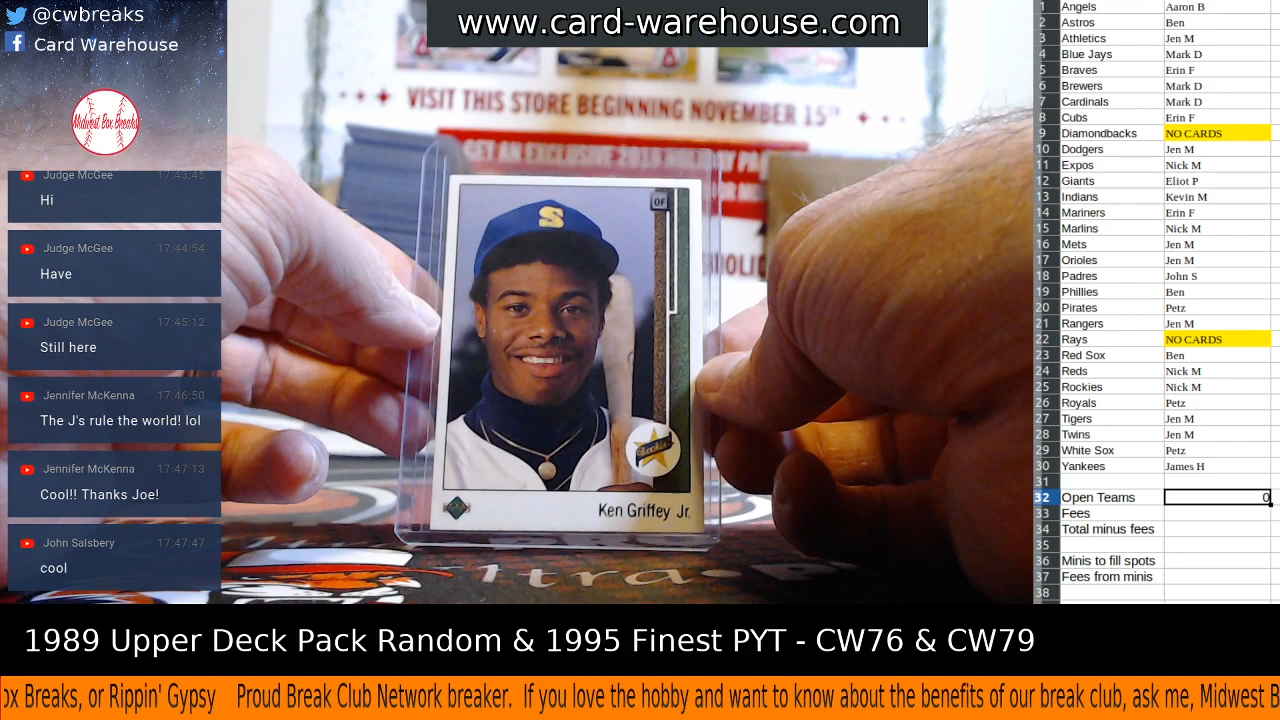 @cwbreaks
Card Warehouse
Midwest Box Breaks
Judge McGee 17:43:45
Hi
Judge McGee 17:44:54
Have
Judge McGee 17:45:12
Still here
Jennifer McKenna 17:46:50
The J's rule the world! lol
Jennifer McKenna 17:47:13
Cool!! Thanks Joe!
John Salsbery 17:47:47
cool
www.card-warehouse.com
VISIT THIS STORE BEGINNING NOVEMBER 15th
GET AN EXCLUSIVE 2018
S
OF
Rookie
Ken Griffey Jr.
1 Angels Aaron B
2 Astros Ben
3 Athletics Jen M
4 Blue Jays Mark D
5 Braves Erin F
6 Brewers Mark D
7 Cardinals Mark D
8 Cubs Erin F
9 Diamondbacks NO CARDS
10 Dodgers Jen M
11 Expos Nick M
12 Giants Eliot P
13 Indians Kevin M
14 Mariners Erin F
15 Marlins Nick M
16 Mets Jen M
17 Orioles Jen M
18 Padres John S
19 Phillies Ben
20 Pirates Petz
21 Rangers Jen M
22 Rays NO CARDS
23 Red Sox Ben
24 Reds Nick M
25 Rockies Nick M
26 Royals Petz
27 Tigers Jen M
28 Twins Jen M
29 White Sox Petz
30 Yankees James H
31
32 Open Teams 0
33 Fees
34 Total minus fees
35
36 Minis to fill spots
37 Fees from minis
38
1989 Upper Deck Pack Random & 1995 Finest PYT - CW76 & CW79
ox Breaks, or Rippin' Gypsy Proud Break Club Network breaker. If you love the hobby and want to know about the benefits of our break club, ask me, Midwest B